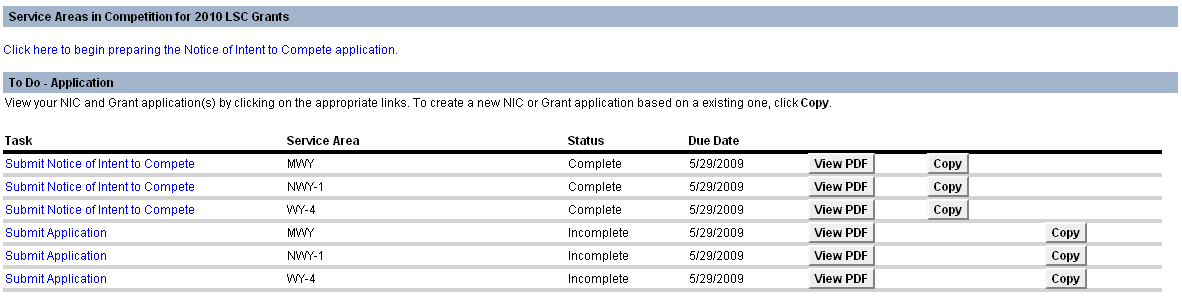 Service Areas in Competition for 2010 LSC Grants
Click here to begin preparing the Notice of Intent to Compete application.
To Do - Application
View your NIC and Grant application(s) by clicking on the appropriate links. To create a new NIC or Grant application based on a existing one, click Copy.
Task Service Area Status Due Date
Submit Notice of Intent to Compete MWY Complete 5/29/2009 View PDF Copy
Submit Notice of Intent to Compete NWY-1 Complete 5/29/2009 View PDF Copy
Submit Notice of Intent to Compete WY-4 Complete 5/29/2009 View PDF Copy
Submit Application MWY Incomplete 5/29/2009 View PDF Copy
Submit Application NWY-1 Incomplete 5/29/2009 View PDF Copy
Submit Application WY-4 Incomplete 5/29/2009 View PDF Copy